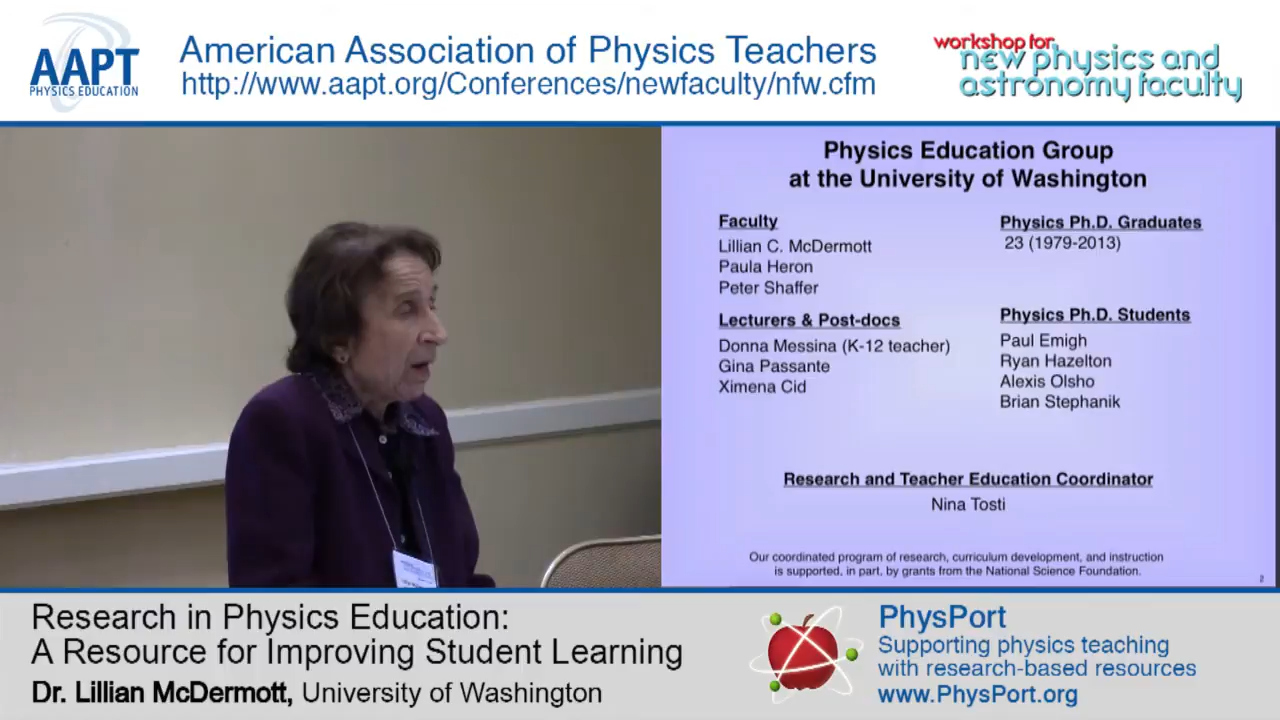 AAPT
PHYSICS EDUCATION
American Association of Physics Teachers
http://www.aapt.org/Conferences/newfaculty/nfw.cfm
workshop for
new physics and
astronomy faculty
Physics Education Group
at the University of Washington
Faculty
Lillian C. McDermott
Paula Heron
Peter Shaffer
Lecturers & Post-docs
Donna Messina (K-12 teacher)
Gina Passante
Ximena Cid
Physics Ph.D. Graduates
23 (1979-2013)
Physics Ph.D. Students
Paul Emigh
Ryan Hazelton
Alexis Olsho
Brian Stephanik
Research and Teacher Education Coordinator
Nina Tosti
Our coordinated program of research, curriculum development, and instruction
is supported, in part, by grants from the National Science Foundation.
2
Research in Physics Education:
A Resource for Improving Student Learning
Dr. Lillian McDermott, University of Washington
PhysPort
Supporting physics teaching
with research-based resources
www.PhysPort.org